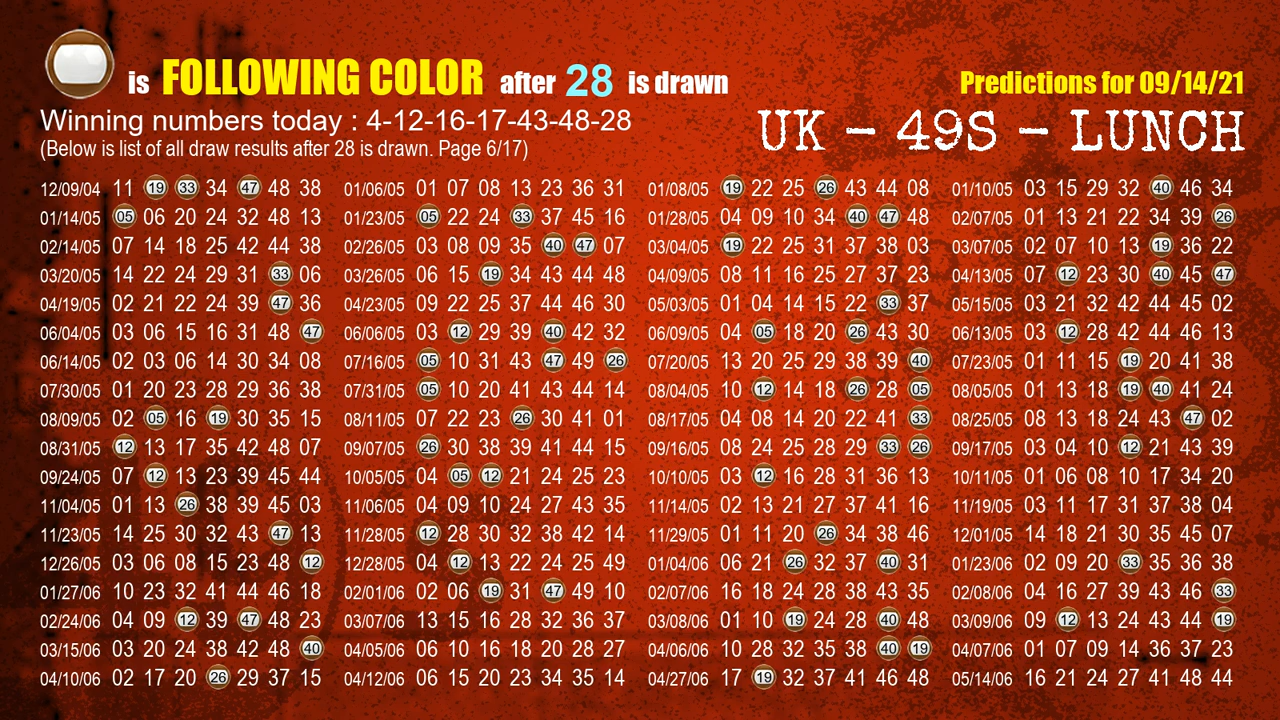 is FOLLOWING COLOR after 28 is drawn
Predictions for 09/14/21
Winning numbers today : 4-12-16-17-43-48-28
UK - 49S - LUNCH
(Below is list of all draw results after 28 is drawn. Page 6/17)
12/09/04 11 19 33 34 47 48 38 01/06/05 01 07 08 13 23 36 31 01/08/05 19 22 25 26 43 44 08 01/10/05 03 15 29 32 40 46 34
01/14/05 05 06 20 24 32 48 13 01/23/05 05 22 24 33 37 45 16 01/28/05 04 09 10 34 40 47 48 02/07/05 01 13 21 22 34 39 26
02/14/05 07 14 18 25 42 44 38 02/26/05 03 08 09 35 40 47 07 03/04/05 19 22 25 31 37 38 03 03/07/05 02 07 10 13 19 36 22
03/20/05 14 22 24 29 31 33 06 03/26/05 06 15 19 34 43 44 48 04/09/05 08 11 16 25 27 37 23 04/13/05 07 12 23 30 40 45 47
04/19/05 02 21 22 24 39 47 36 04/23/05 09 22 25 37 44 46 30 05/03/05 01 04 14 15 22 33 37 05/15/05 03 21 32 42 44 45 02
06/04/05 03 06 15 16 31 48 47 06/06/05 03 12 29 39 40 42 32 06/09/05 04 05 18 20 26 43 30 06/13/05 03 12 28 42 44 46 13
06/14/05 02 03 06 14 30 34 08 07/16/05 05 10 31 43 47 49 26 07/20/05 13 20 25 29 38 39 40 07/23/05 01 11 15 19 20 41 38
07/30/05 01 20 23 28 29 36 38 07/31/05 05 10 20 41 43 44 14 08/04/05 10 12 14 18 26 28 05 08/05/05 01 13 18 19 40 41 24
08/09/05 02 05 16 19 30 35 15 08/11/05 07 22 23 26 30 41 01 08/17/05 04 08 14 20 22 41 33 08/25/05 08 13 18 24 43 47 02
08/31/05 12 13 17 35 42 48 07 09/07/05 26 30 38 39 41 44 15 09/16/05 08 24 25 28 29 33 26 09/17/05 03 04 10 12 21 43 39
09/24/05 07 12 13 23 39 45 44 10/05/05 04 05 12 21 24 25 23 10/10/05 03 12 16 28 31 36 13 10/11/05 01 06 08 10 17 34 20
11/04/05 01 13 26 38 39 45 03 11/06/05 04 09 10 24 27 43 35 11/14/05 02 13 21 27 37 41 16 11/19/05 03 11 17 31 37 38 04
11/23/05 14 25 30 32 43 47 13 11/28/05 12 28 30 32 38 42 14 11/29/05 01 11 20 26 34 38 46 12/01/05 14 18 21 30 35 45 07
12/26/05 03 06 08 15 23 48 12 12/28/05 04 12 13 22 24 25 49 01/04/06 06 21 26 32 37 40 31 01/23/06 02 09 20 33 35 36 38
01/27/06 10 23 32 41 44 46 18 02/01/06 02 06 19 31 47 49 10 02/07/06 16 18 24 28 38 43 35 02/08/06 04 16 27 39 43 46 33
02/24/06 04 09 12 39 47 48 23 03/07/06 13 15 16 28 32 36 37 03/08/06 01 10 19 24 28 40 48 03/09/06 09 12 13 24 43 44 19
03/15/06 03 20 24 38 42 48 40 04/05/06 06 10 16 18 20 28 27 04/06/06 10 28 32 35 38 40 19 04/07/06 01 07 09 14 36 37 23
04/10/06 02 17 20 26 29 37 15 04/12/06 06 15 20 23 34 35 14 04/27/06 17 19 32 37 41 46 48 05/14/06 16 21 24 27 41 48 44